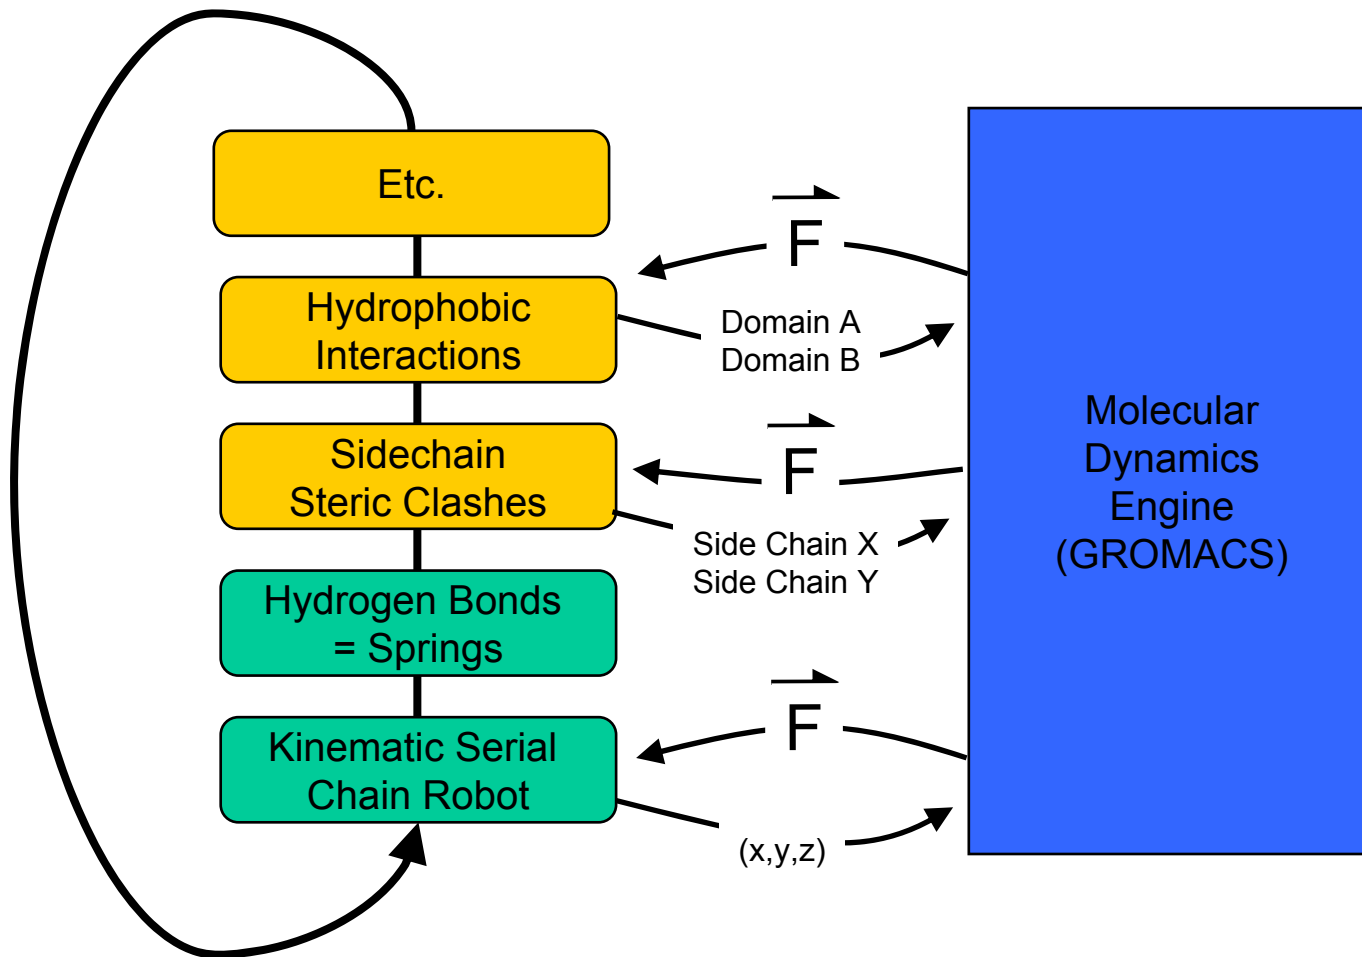 Etc.
F
Hydrophobic
Interactions
Domain A
Domain B
Sidechain
Steric Clashes
F
Side Chain X
Side Chain Y
Hydrogen Bonds
= Springs
Kinematic Serial
Chain Robot
F
(x,y,z)
Molecular
Dynamics
Engine
(GROMACS)